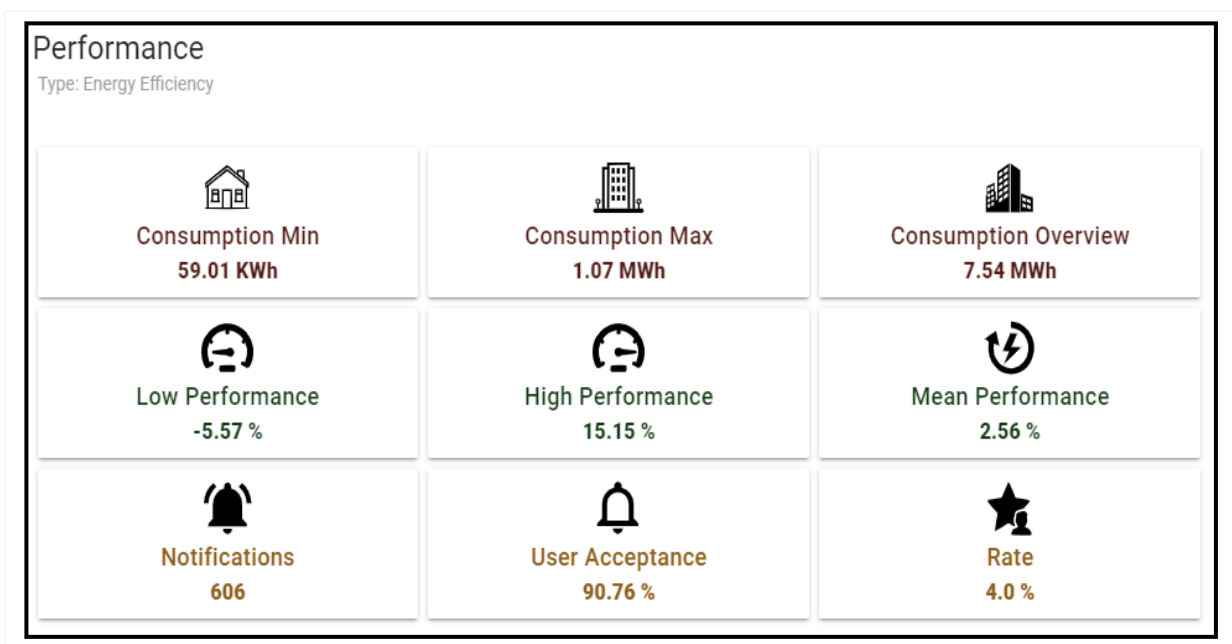 Performance
Type: Energy Efficiency
Consumption Min
59.01 KWh
Consumption Max
1.07 MWh
Consumption Overview
7.54 MWh
Low Performance
-5.57 %
High Performance
15.15 %
Mean Performance
2.56 %
Notifications
606
User Acceptance
90.76 %
Rate
4.0 %